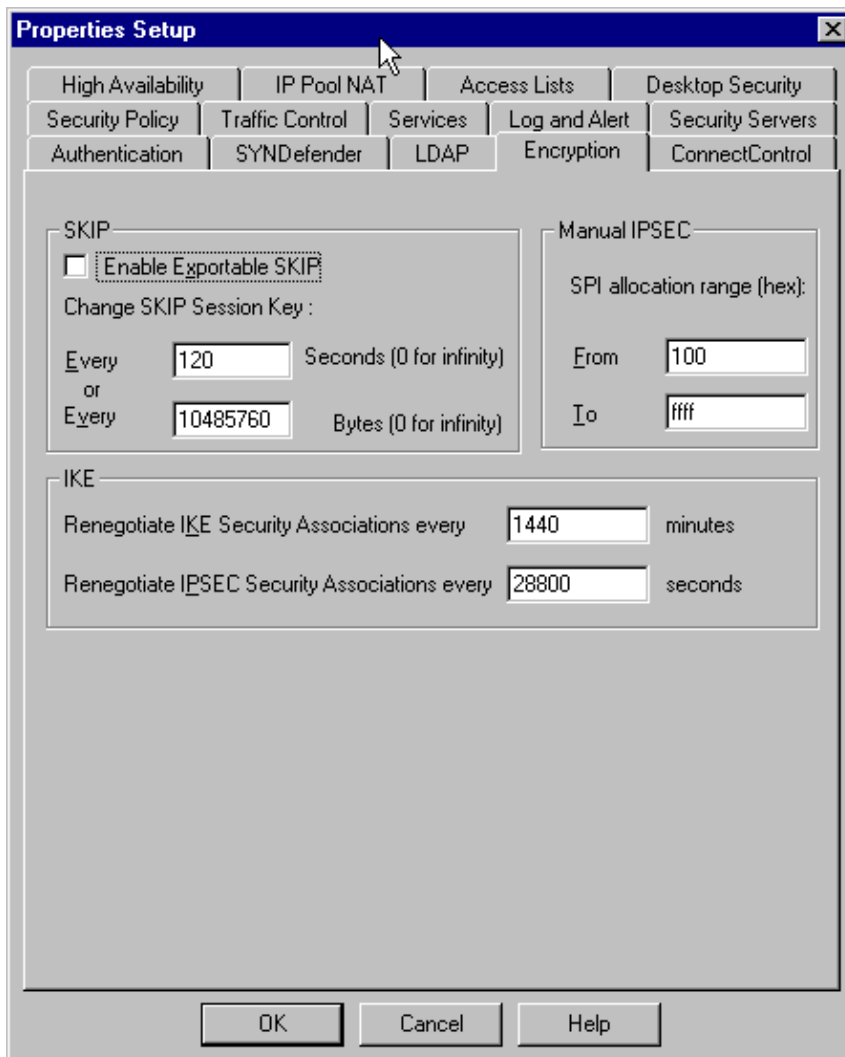 Properties Setup
High Availability IP Pool NAT Access Lists Desktop Security
Security Policy Traffic Control Services Log and Alert Security Servers
Authentication SYNDefender LDAP Encryption ConnectControl
SKIP
Enable Exportable SKIP
Change SKIP Session Key :
Every 120 Seconds (0 for infinity)
or
Every 10485760 Bytes (0 for infinity)
Manual IPSEC
SPI allocation range (hex):
From 100
To ffff
IKE
Renegotiate IKE Security Associations every 1440 minutes
Renegotiate IPSEC Security Associations every 28800 seconds
OK Cancel Help